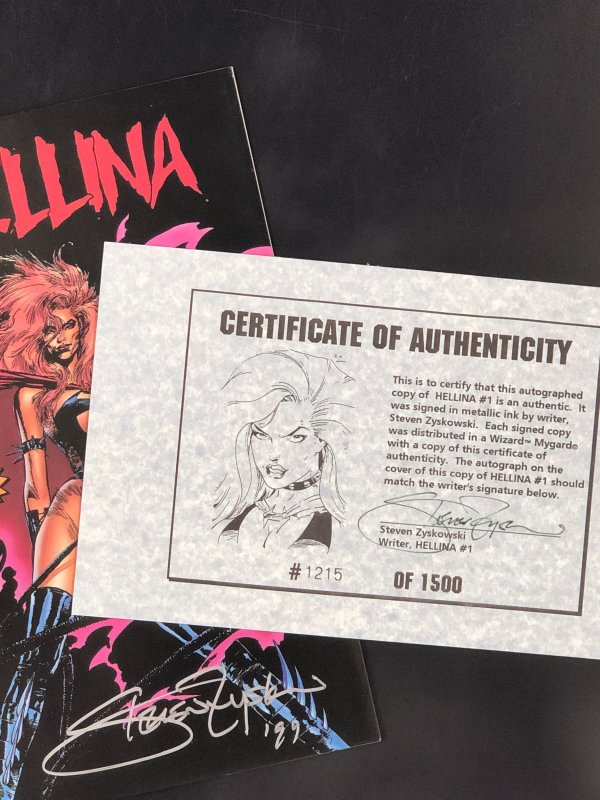 ELLINA
CERTIFICATE OF AUTHENTICITY
This is to certify that this autographed
copy of HELLINA #1 is an authentic. It
was signed in metallic ink by writer,
Steven Zyskowski. Each signed copy
was distributed in a Wizard™ Mygard®
with a copy of this certificate of
authenticity. The autograph on the
cover of this copy of HELLINA #1 should
match the writer's signature below.
Steven Zyskowski
Writer, HELLINA #1
#1215 OF 1500